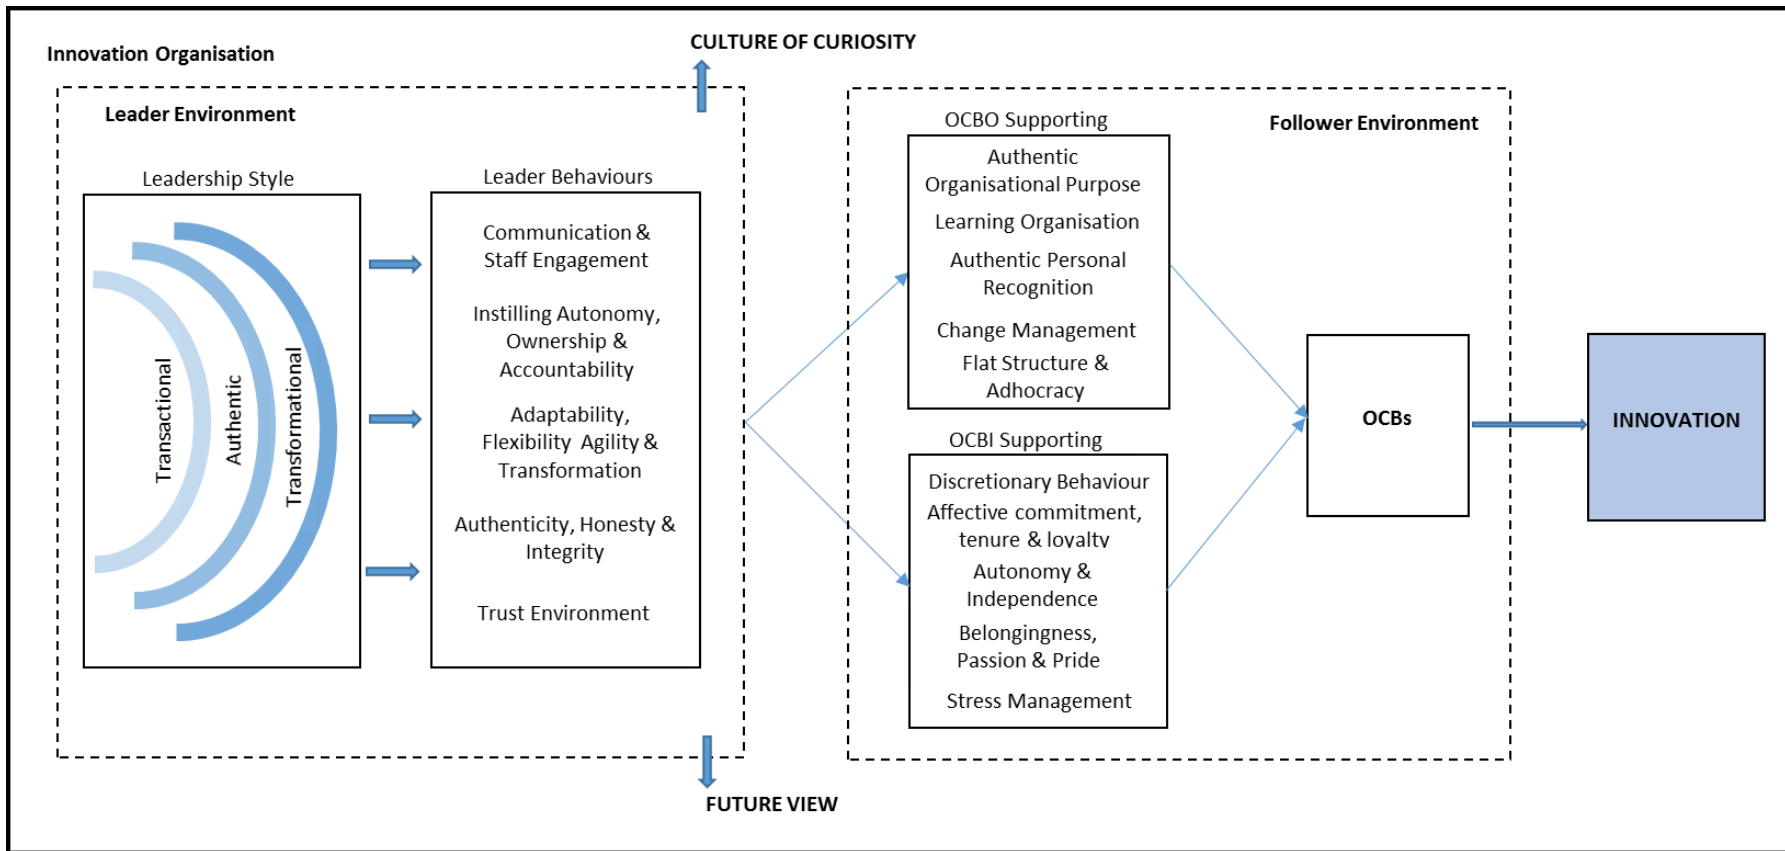 Innovation Organisation
CULTURE OF CURIOSITY
Leader Environment
Leadership Style
Transactional
Authentic
Transformational
Leader Behaviours
Communication &
Staff Engagement
Instilling Autonomy,
Ownership &
Accountability
Adaptability,
Flexibility Agility &
Transformation
Authenticity, Honesty &
Integrity
Trust Environment
FUTURE VIEW
Follower Environment
OCBO Supporting
Authentic
Organisational Purpose
Learning Organisation
Authentic Personal
Recognition
Change Management
Flat Structure &
Adhocracy
OCBI Supporting
Discretionary Behaviour
Affective commitment,
tenure & loyalty
Autonomy &
Independence
Belongingness,
Passion & Pride
Stress Management
OCBs
INNOVATION